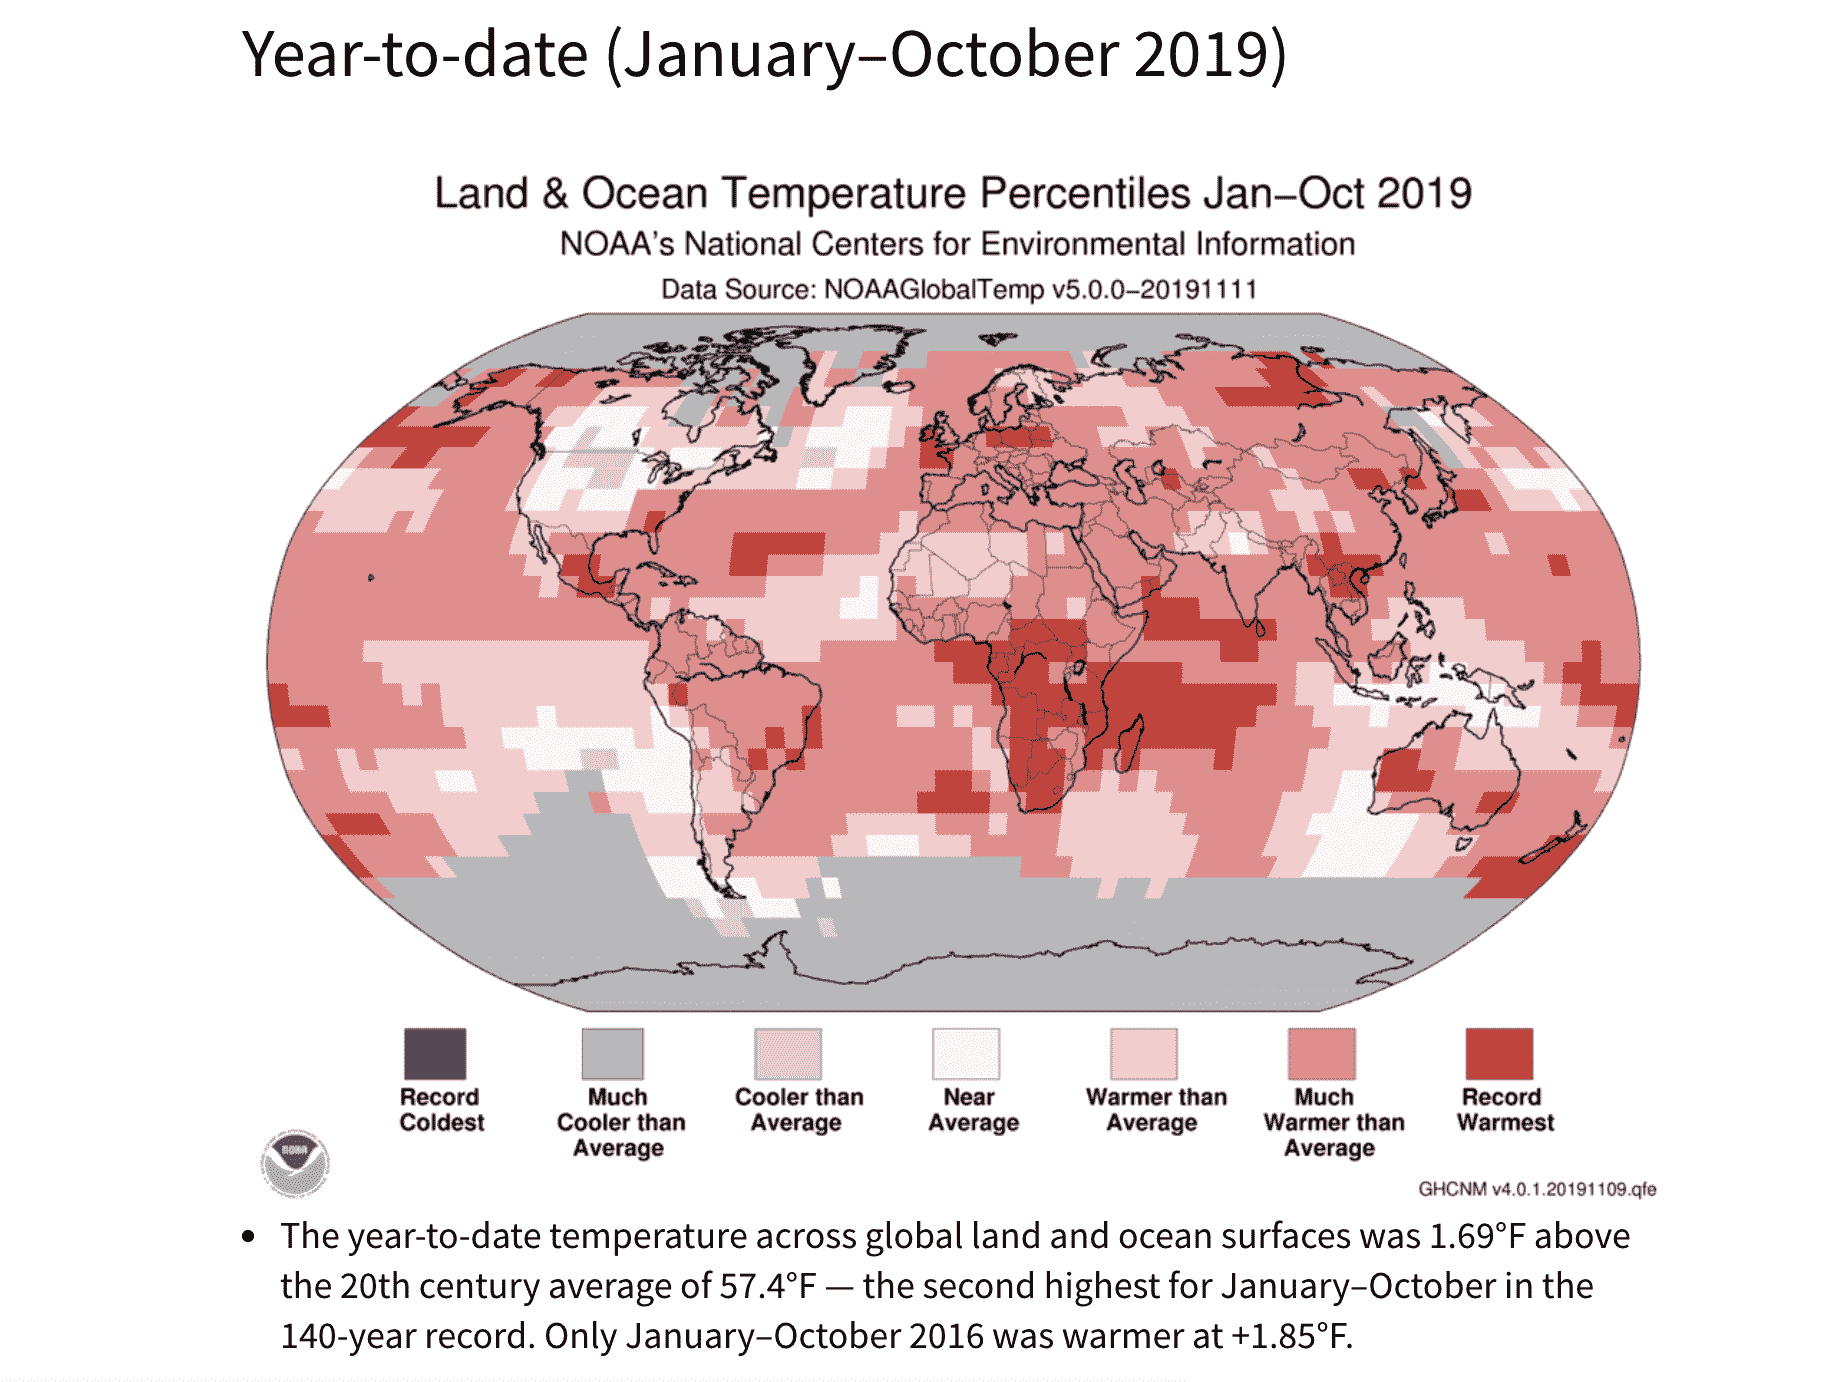 Year-to-date (January–October 2019)
Land & Ocean Temperature Percentiles Jan–Oct 2019
NOAA's National Centers for Environmental Information
Data Source: NOAAGlobalTemp v5.0.0–20191111
Record Coldest
Much Cooler than Average
Cooler than Average
Near Average
Warmer than Average
Much Warmer than Average
Record Warmest
NOAA
GHCNM v4.0.1.20191109.qfe
• The year-to-date temperature across global land and ocean surfaces was 1.69°F above
the 20th century average of 57.4°F — the second highest for January–October in the
140-year record. Only January–October 2016 was warmer at +1.85°F.